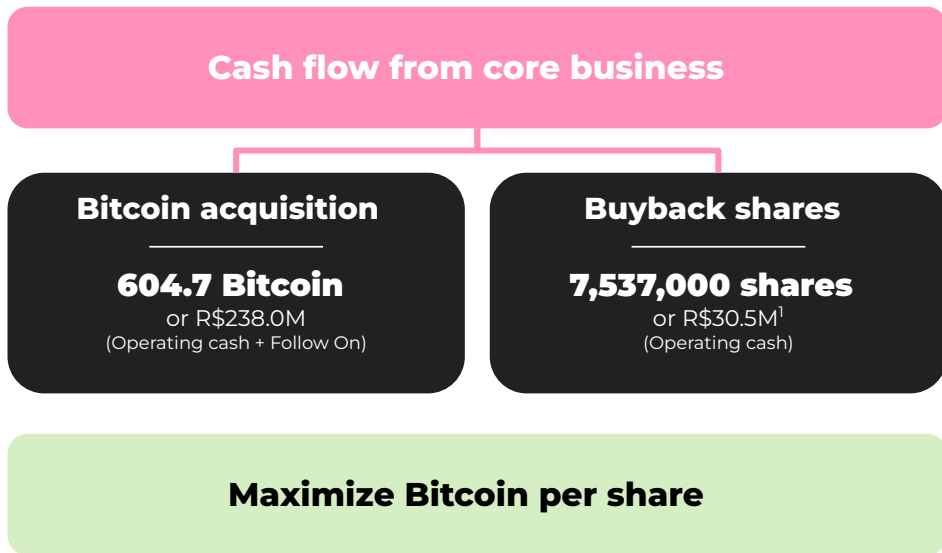 Cash flow from core business
Bitcoin acquisition
604.7 Bitcoin
or R$238.0M
(Operating cash + Follow On)
Buyback shares
7,537,000 shares
or R$30.5M¹
(Operating cash)
Maximize Bitcoin per share